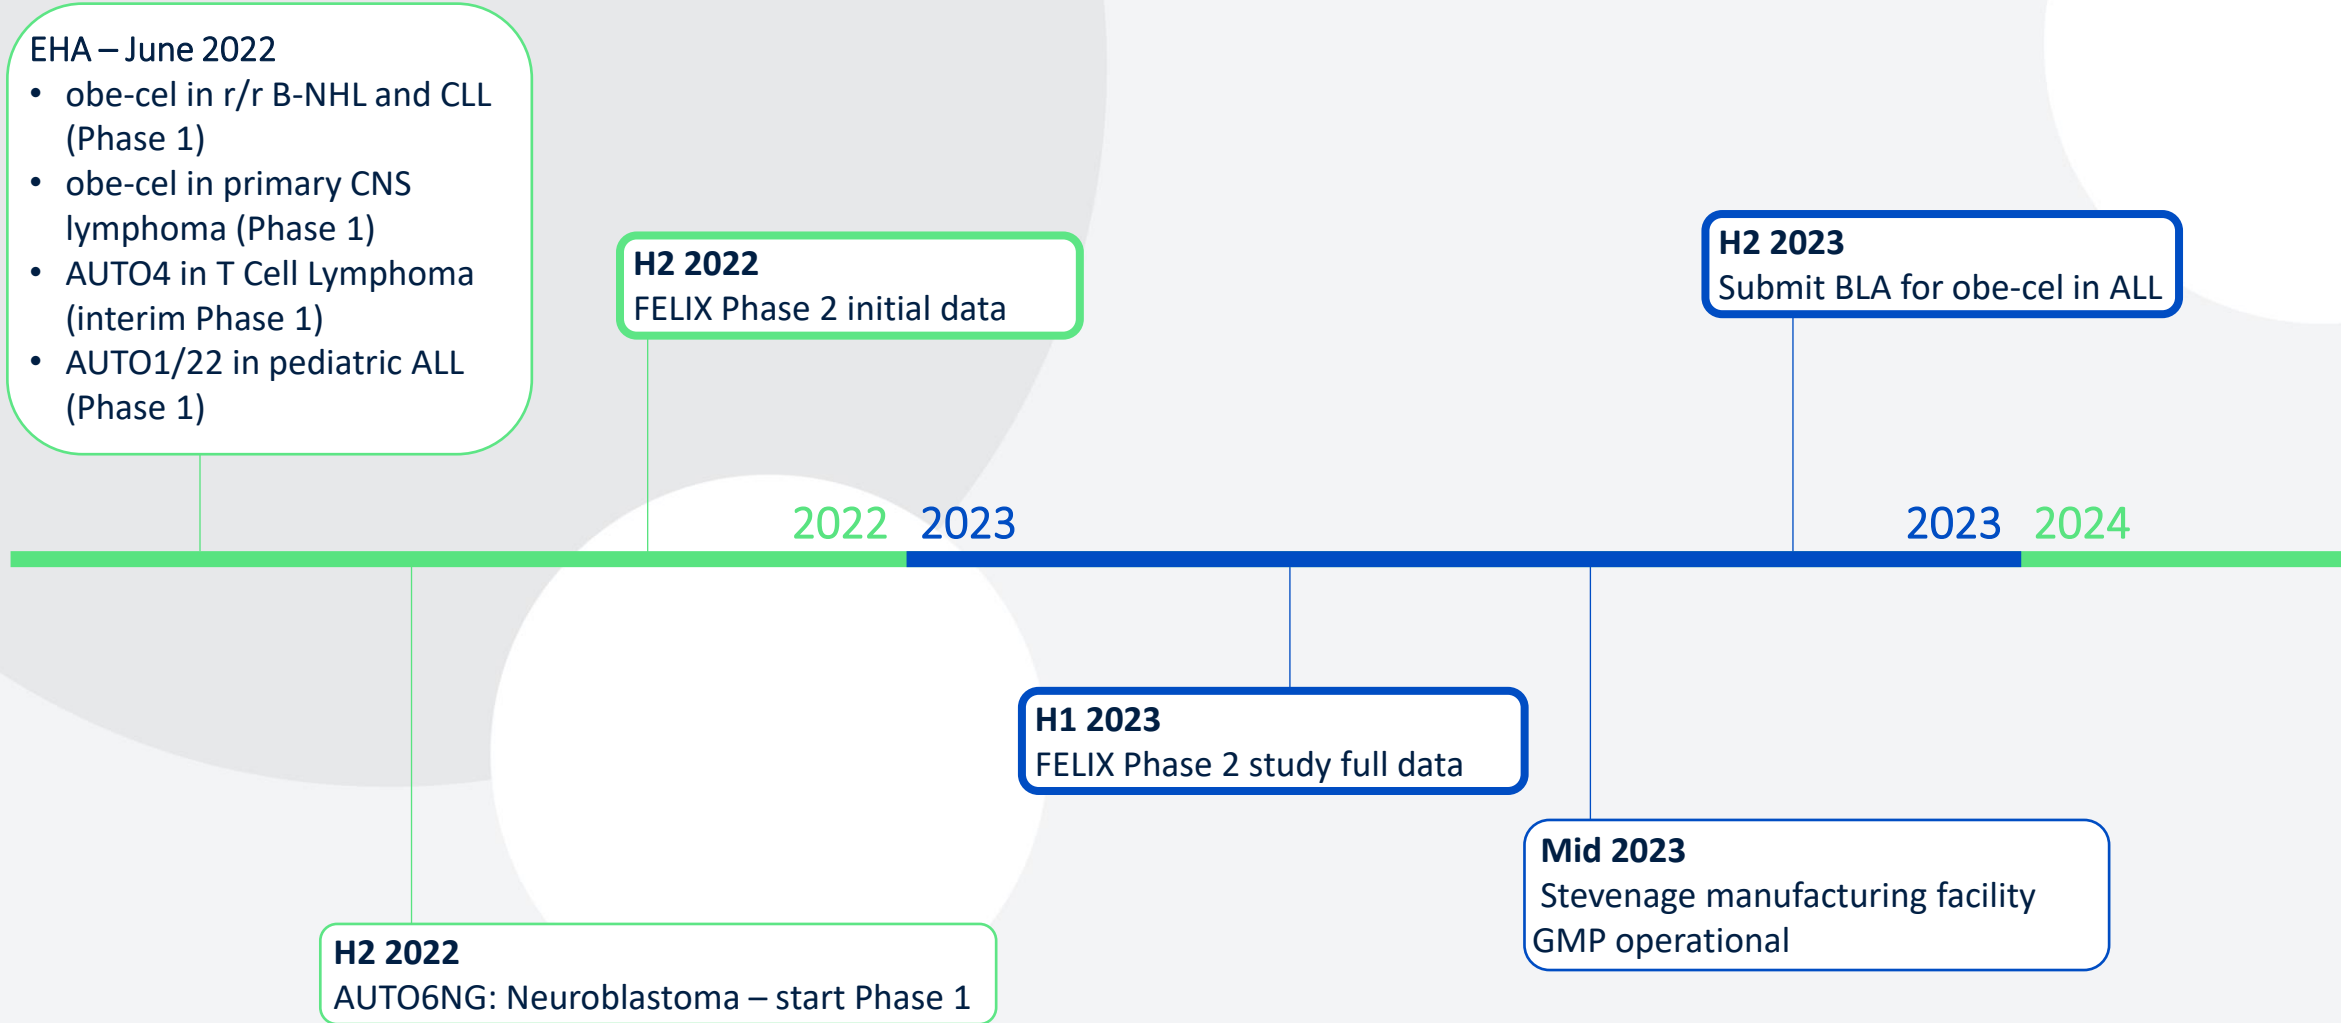 EHA – June 2022
• obe-cel in r/r B-NHL and CLL
(Phase 1)
• obe-cel in primary CNS
lymphoma (Phase 1)
• AUTO4 in T Cell Lymphoma
(interim Phase 1)
• AUTO1/22 in pediatric ALL
(Phase 1)
H2 2022
FELIX Phase 2 initial data
H2 2023
Submit BLA for obe-cel in ALL
2022 2023
2023 2024
H1 2023
FELIX Phase 2 study full data
Mid 2023
Stevenage manufacturing facility
GMP operational
H2 2022
AUTO6NG: Neuroblastoma – start Phase 1